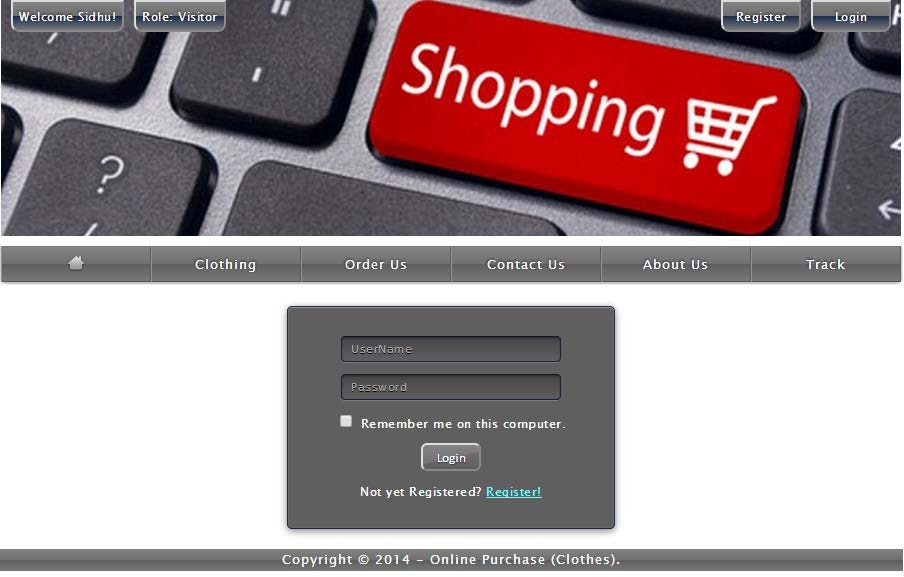 Welcome Sidhu! Role: Visitor Register Login
Shopping
?
Clothing Order Us Contact Us About Us Track
UserName
Password
Remember me on this computer.
Login
Not yet Registered? Register!
Copyright © 2014 - Online Purchase (Clothes).